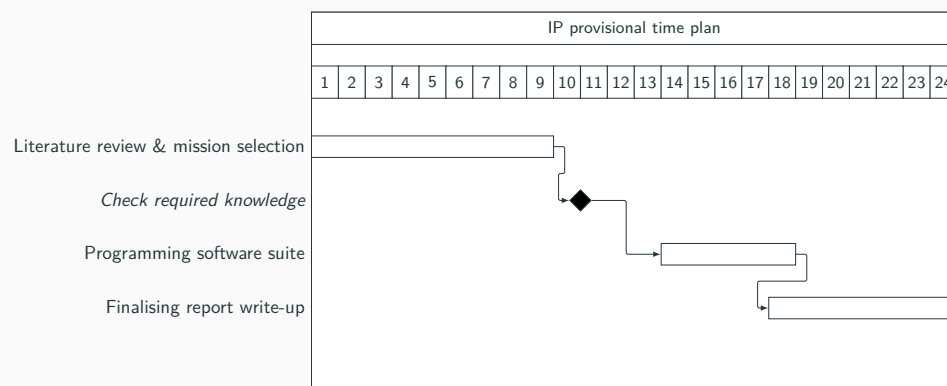 IP provisional time plan
1 2 3 4 5 6 7 8 9 10 11 12 13 14 15 16 17 18 19 20 21 22 23 24
Literature review & mission selection
Check required knowledge
Programming software suite
Finalising report write-up